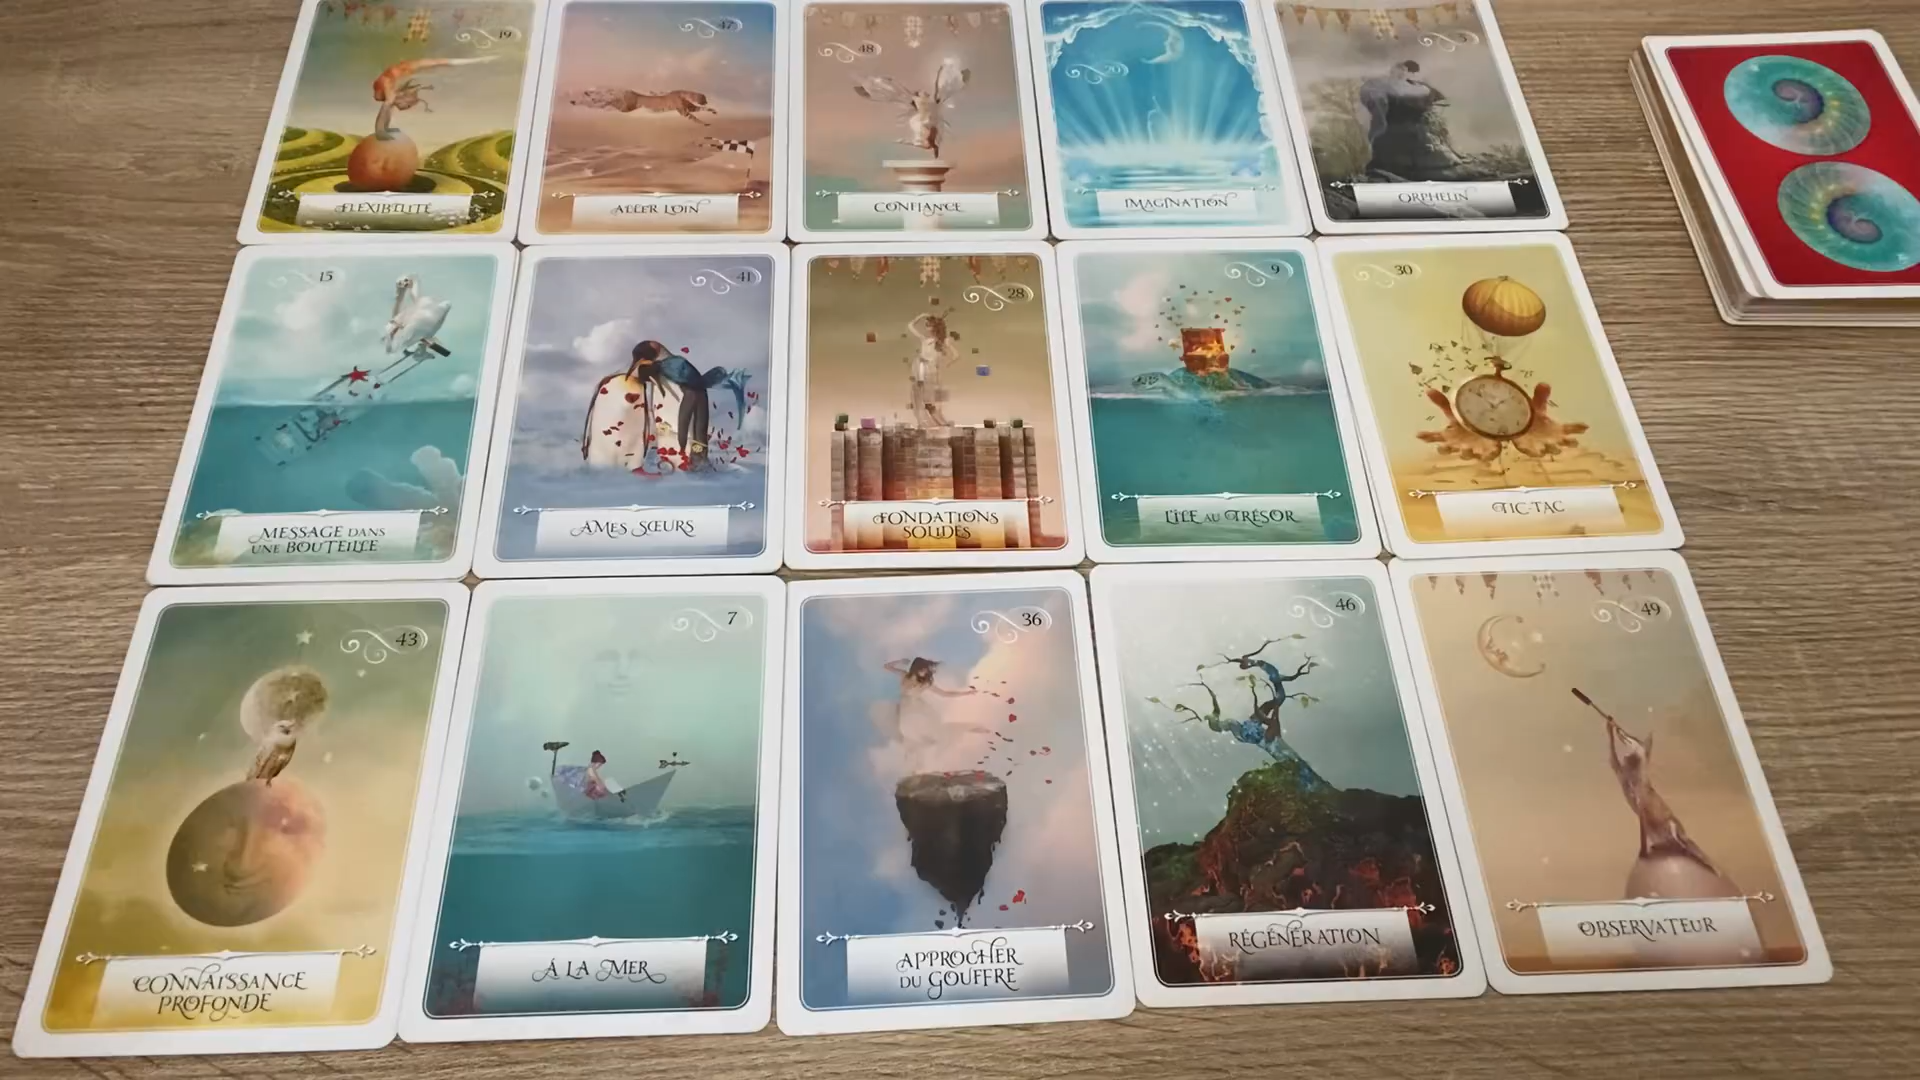 19
FLEXIBILITÉ
47
ALLER LOIN
48
CONFIANCE
IMAGINATION
5
ORPHELIN
15
MESSAGE DANS
UNE BOUTEILLE
41
ÂMES SŒURS
28
FONDATIONS
SOLIDES
9
L'ÎLE AU TRÉSOR
30
TIC-TAC
43
CONNAISSANCE
PROFONDE
7
À LA MER
36
APPROCHER
DU GOUFFRE
46
RÉGÉNÉRATION
49
OBSERVATEUR